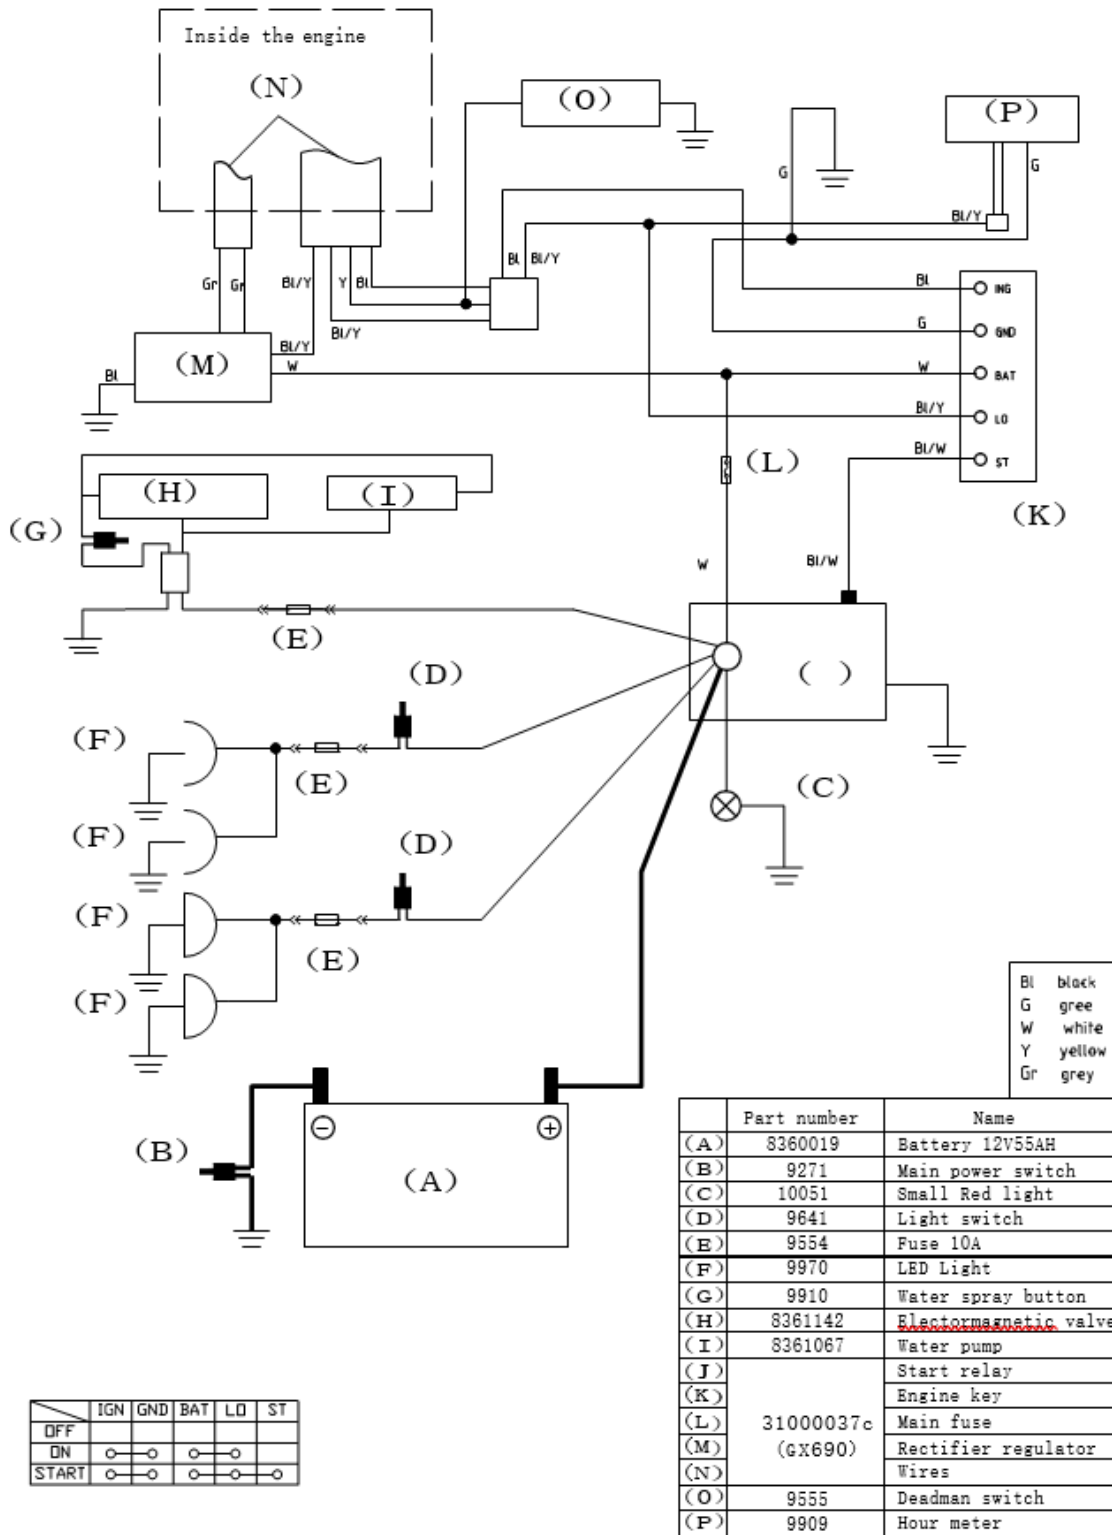 Inside the engine
(N)
(O)
(P)
G
G
Bl/Y
Bl Bl/Y
Gr Gr Bl/Y Y Bl
Bl ING
Bl/Y
G GND
Bl/Y
(M)
W
W BAT
Bl
Bl/Y LO
Bl/W ST
(L)
(H)
(I)
(K)
(G)
W
Bl/W
(E)
( )
(D)
(F)
(E)
(C)
(F)
(D)
(F)
(E)
(F)
Bl black
G gree
W white
Y yellow
Gr grey
(B)
− +
(A)
Part number Name
(A) 8360019 Battery 12V55AH
(B) 9271 Main power switch
(C) 10051 Small Red light
(D) 9641 Light switch
(E) 9554 Fuse 10A
(F) 9970 LED Light
(G) 9910 Water spray button
(H) 8361142 Electormagnetic valve
(I) 8361067 Water pump
(J) Start relay
(K) Engine key
(L) 31000037c Main fuse
(M) (GX690) Rectifier regulator
(N) Wires
(O) 9555 Deadman switch
(P) 9909 Hour meter
IGN GND BAT LO ST
OFF
ON
START